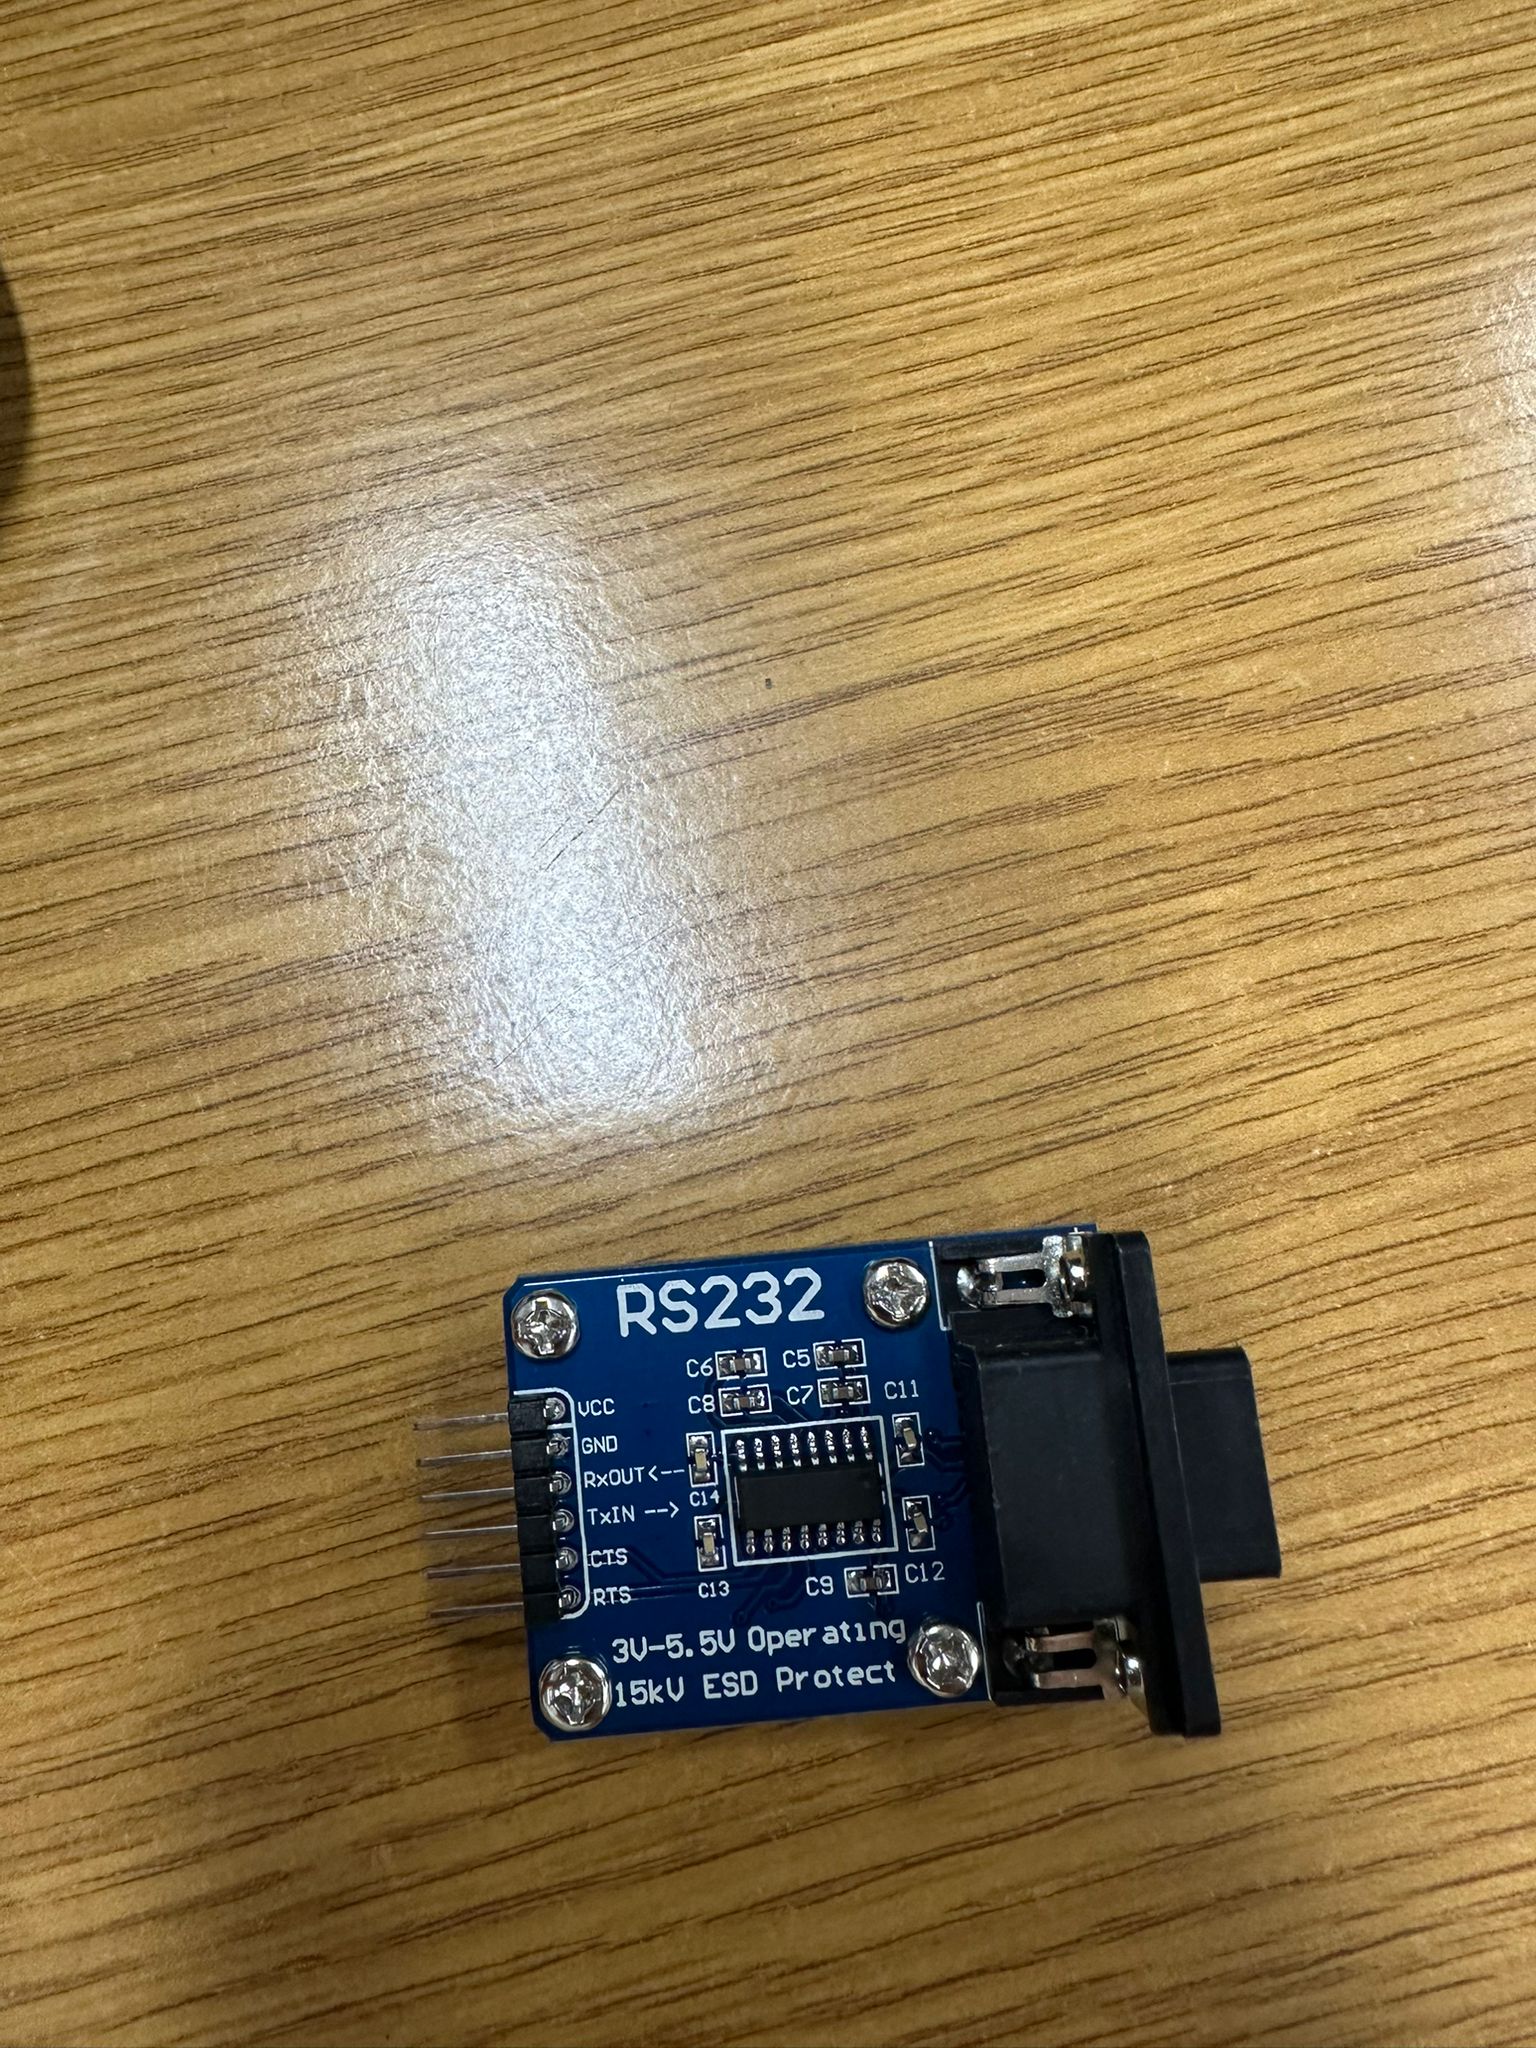 RS232
C6
C5
C8
C7
C11
VCC
GND
RxOUT<--
TxIN -->
CTS
RTS
C14
C13
C9
C12
3V-5.5V Operating
15kV ESD Protect